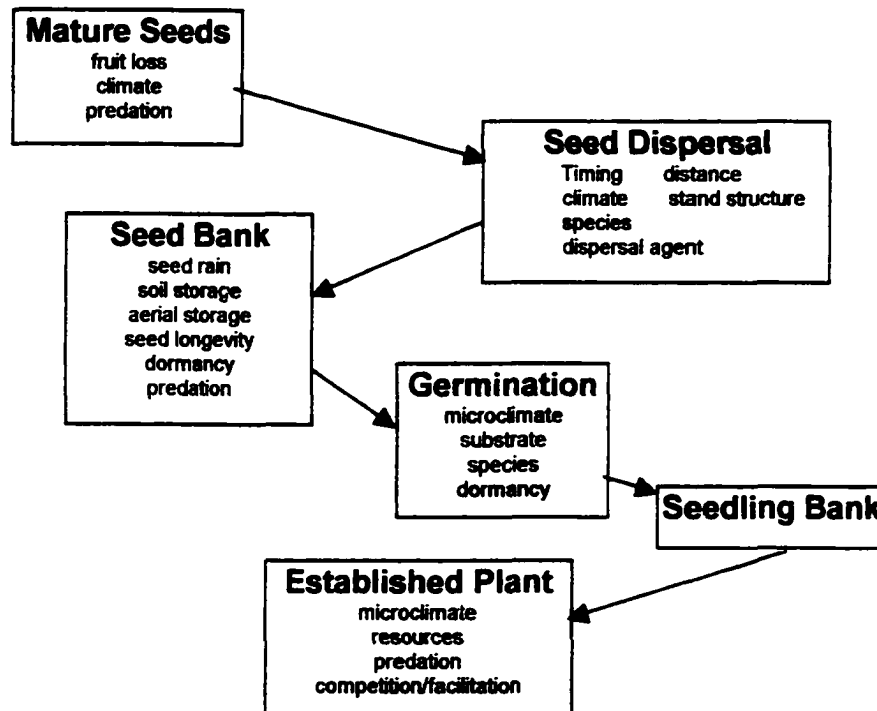 Mature Seeds
fruit loss
climate
predation
Seed Dispersal
Timing distance
climate stand structure
species
dispersal agent
Seed Bank
seed rain
soil storage
aerial storage
seed longevity
dormancy
predation
Germination
microclimate
substrate
species
dormancy
Seedling Bank
Established Plant
microclimate
resources
predation
competition/facilitation